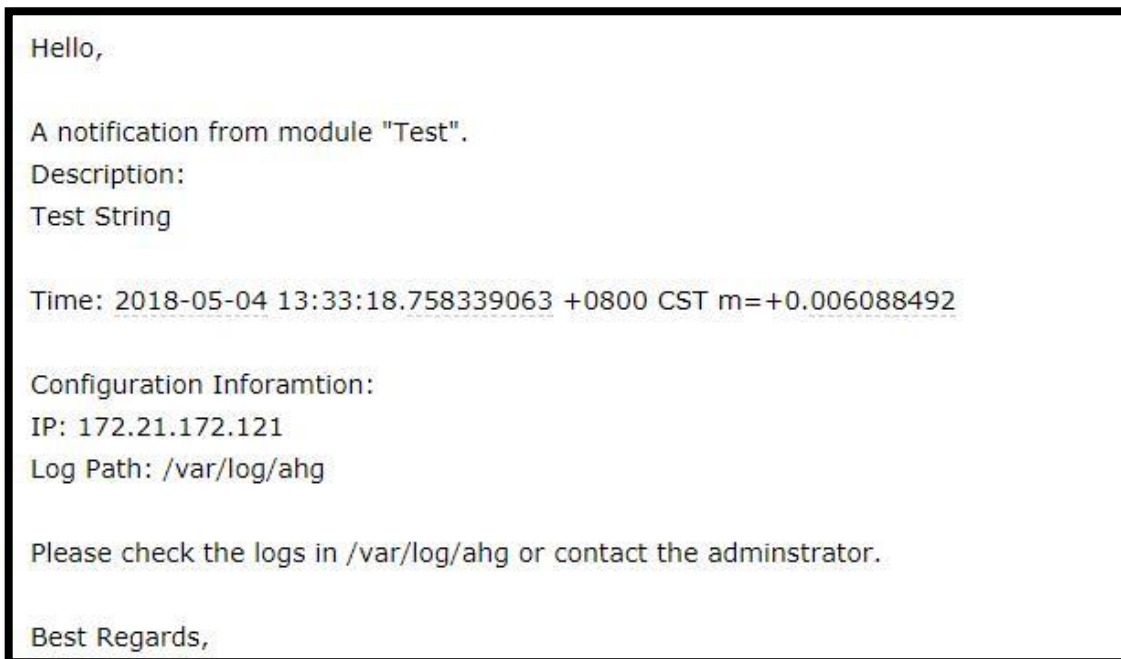 Hello,
A notification from module "Test".
Description:
Test String
Time: 2018-05-04 13:33:18.758339063 +0800 CST m=+0.006088492
Configuration Inforamtion:
IP: 172.21.172.121
Log Path: /var/log/ahg
Please check the logs in /var/log/ahg or contact the adminstrator.
Best Regards,